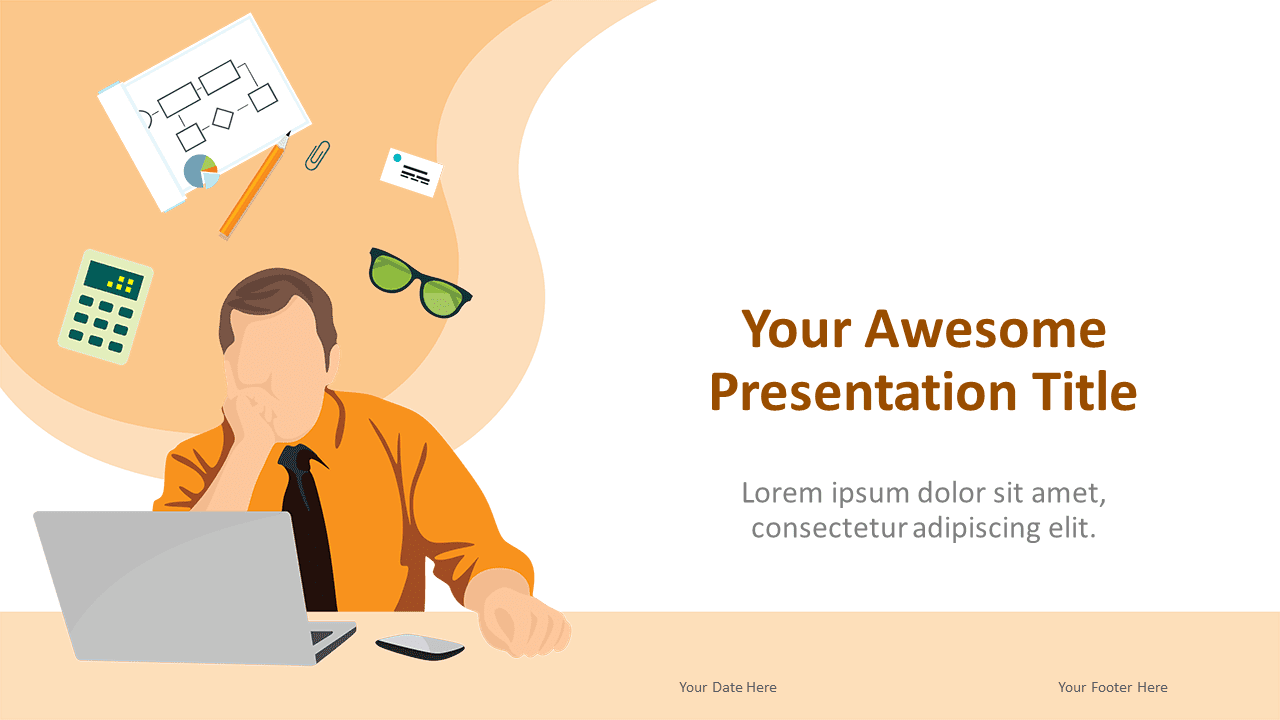 Your Awesome
Presentation Title
Lorem ipsum dolor sit amet,
consectetur adipiscing elit.
Your Date Here
Your Footer Here